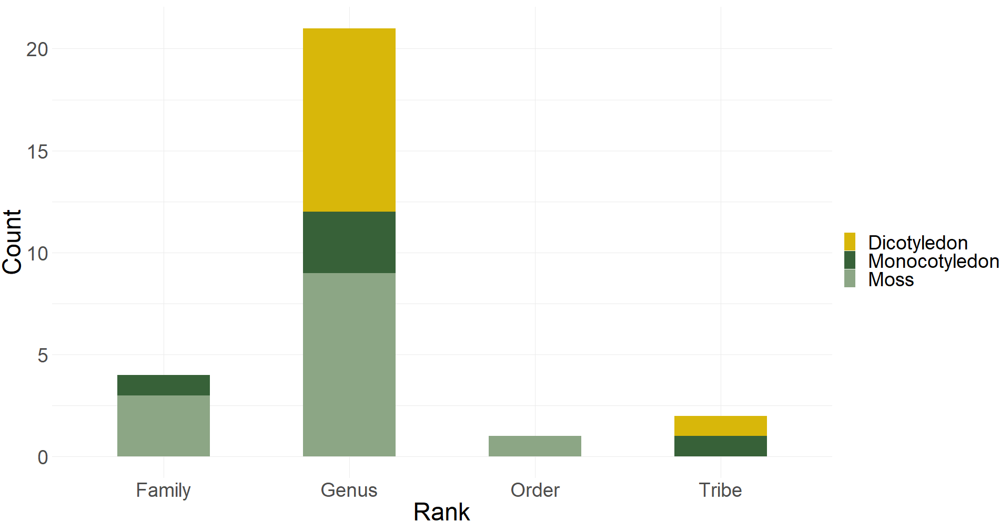 Count
20
15
10
5
0
Family
Genus
Order
Tribe
Rank
Dicotyledon
Monocotyledon
Moss